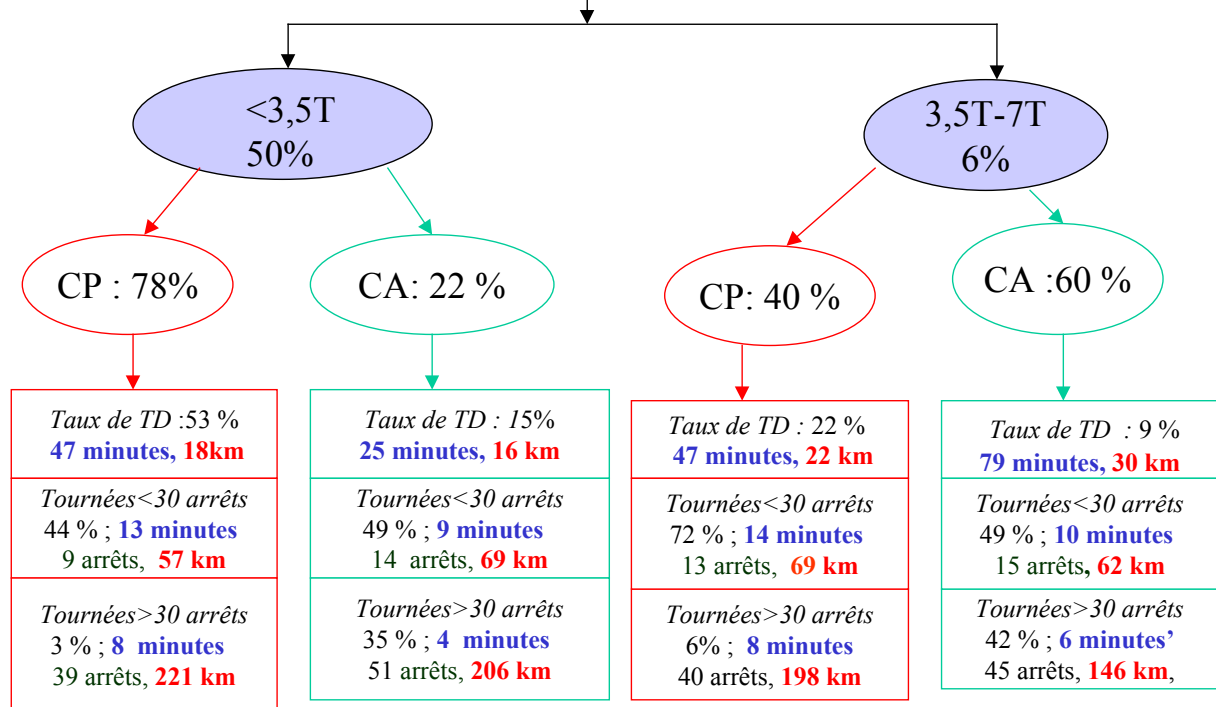 <3,5T
50%
3,5T-7T
6%
CP : 78%
CA: 22 %
CP: 40 %
CA :60 %
Taux de TD :53 %
47 minutes, 18km
Tournées<30 arrêts
44 % ; 13 minutes
9 arrêts, 57 km
Tournées>30 arrêts
3 % ; 8 minutes
39 arrêts, 221 km
Taux de TD : 15%
25 minutes, 16 km
Tournées<30 arrêts
49 % ; 9 minutes
14 arrêts, 69 km
Tournées>30 arrêts
35 % ; 4 minutes
51 arrêts, 206 km
Taux de TD : 22 %
47 minutes, 22 km
Tournées<30 arrêts
72 % ; 14 minutes
13 arrêts, 69 km
Tournées>30 arrêts
6% ; 8 minutes
40 arrêts, 198 km
Taux de TD : 9 %
79 minutes, 30 km
Tournées<30 arrêts
49 % ; 10 minutes
15 arrêts, 62 km
Tournées>30 arrêts
42 % ; 6 minutes’
45 arrêts, 146 km,